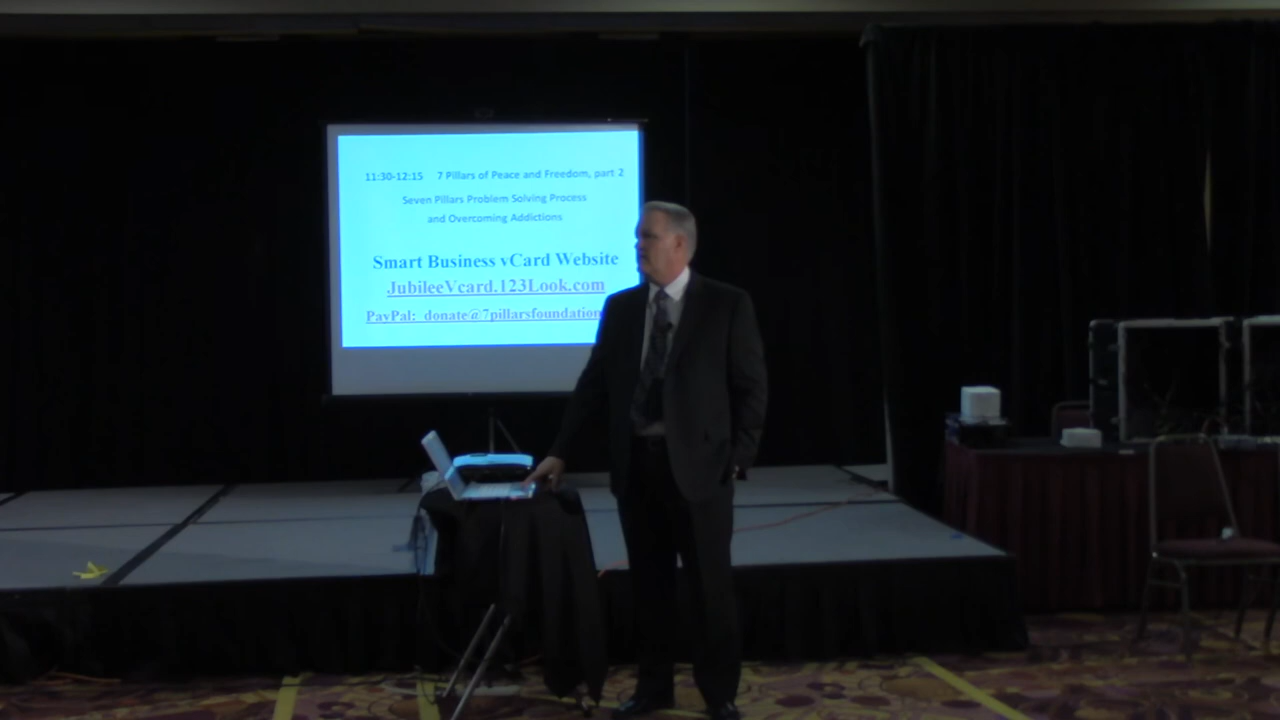 11:30-12:15 7 Pillars of Peace and Freedom, part 2
Seven Pillars Problem Solving Process
and Overcoming Addictions
Smart Business vCard Website
JubileeVcard.123Look.com
PayPal: donate@7pillarsfoundation